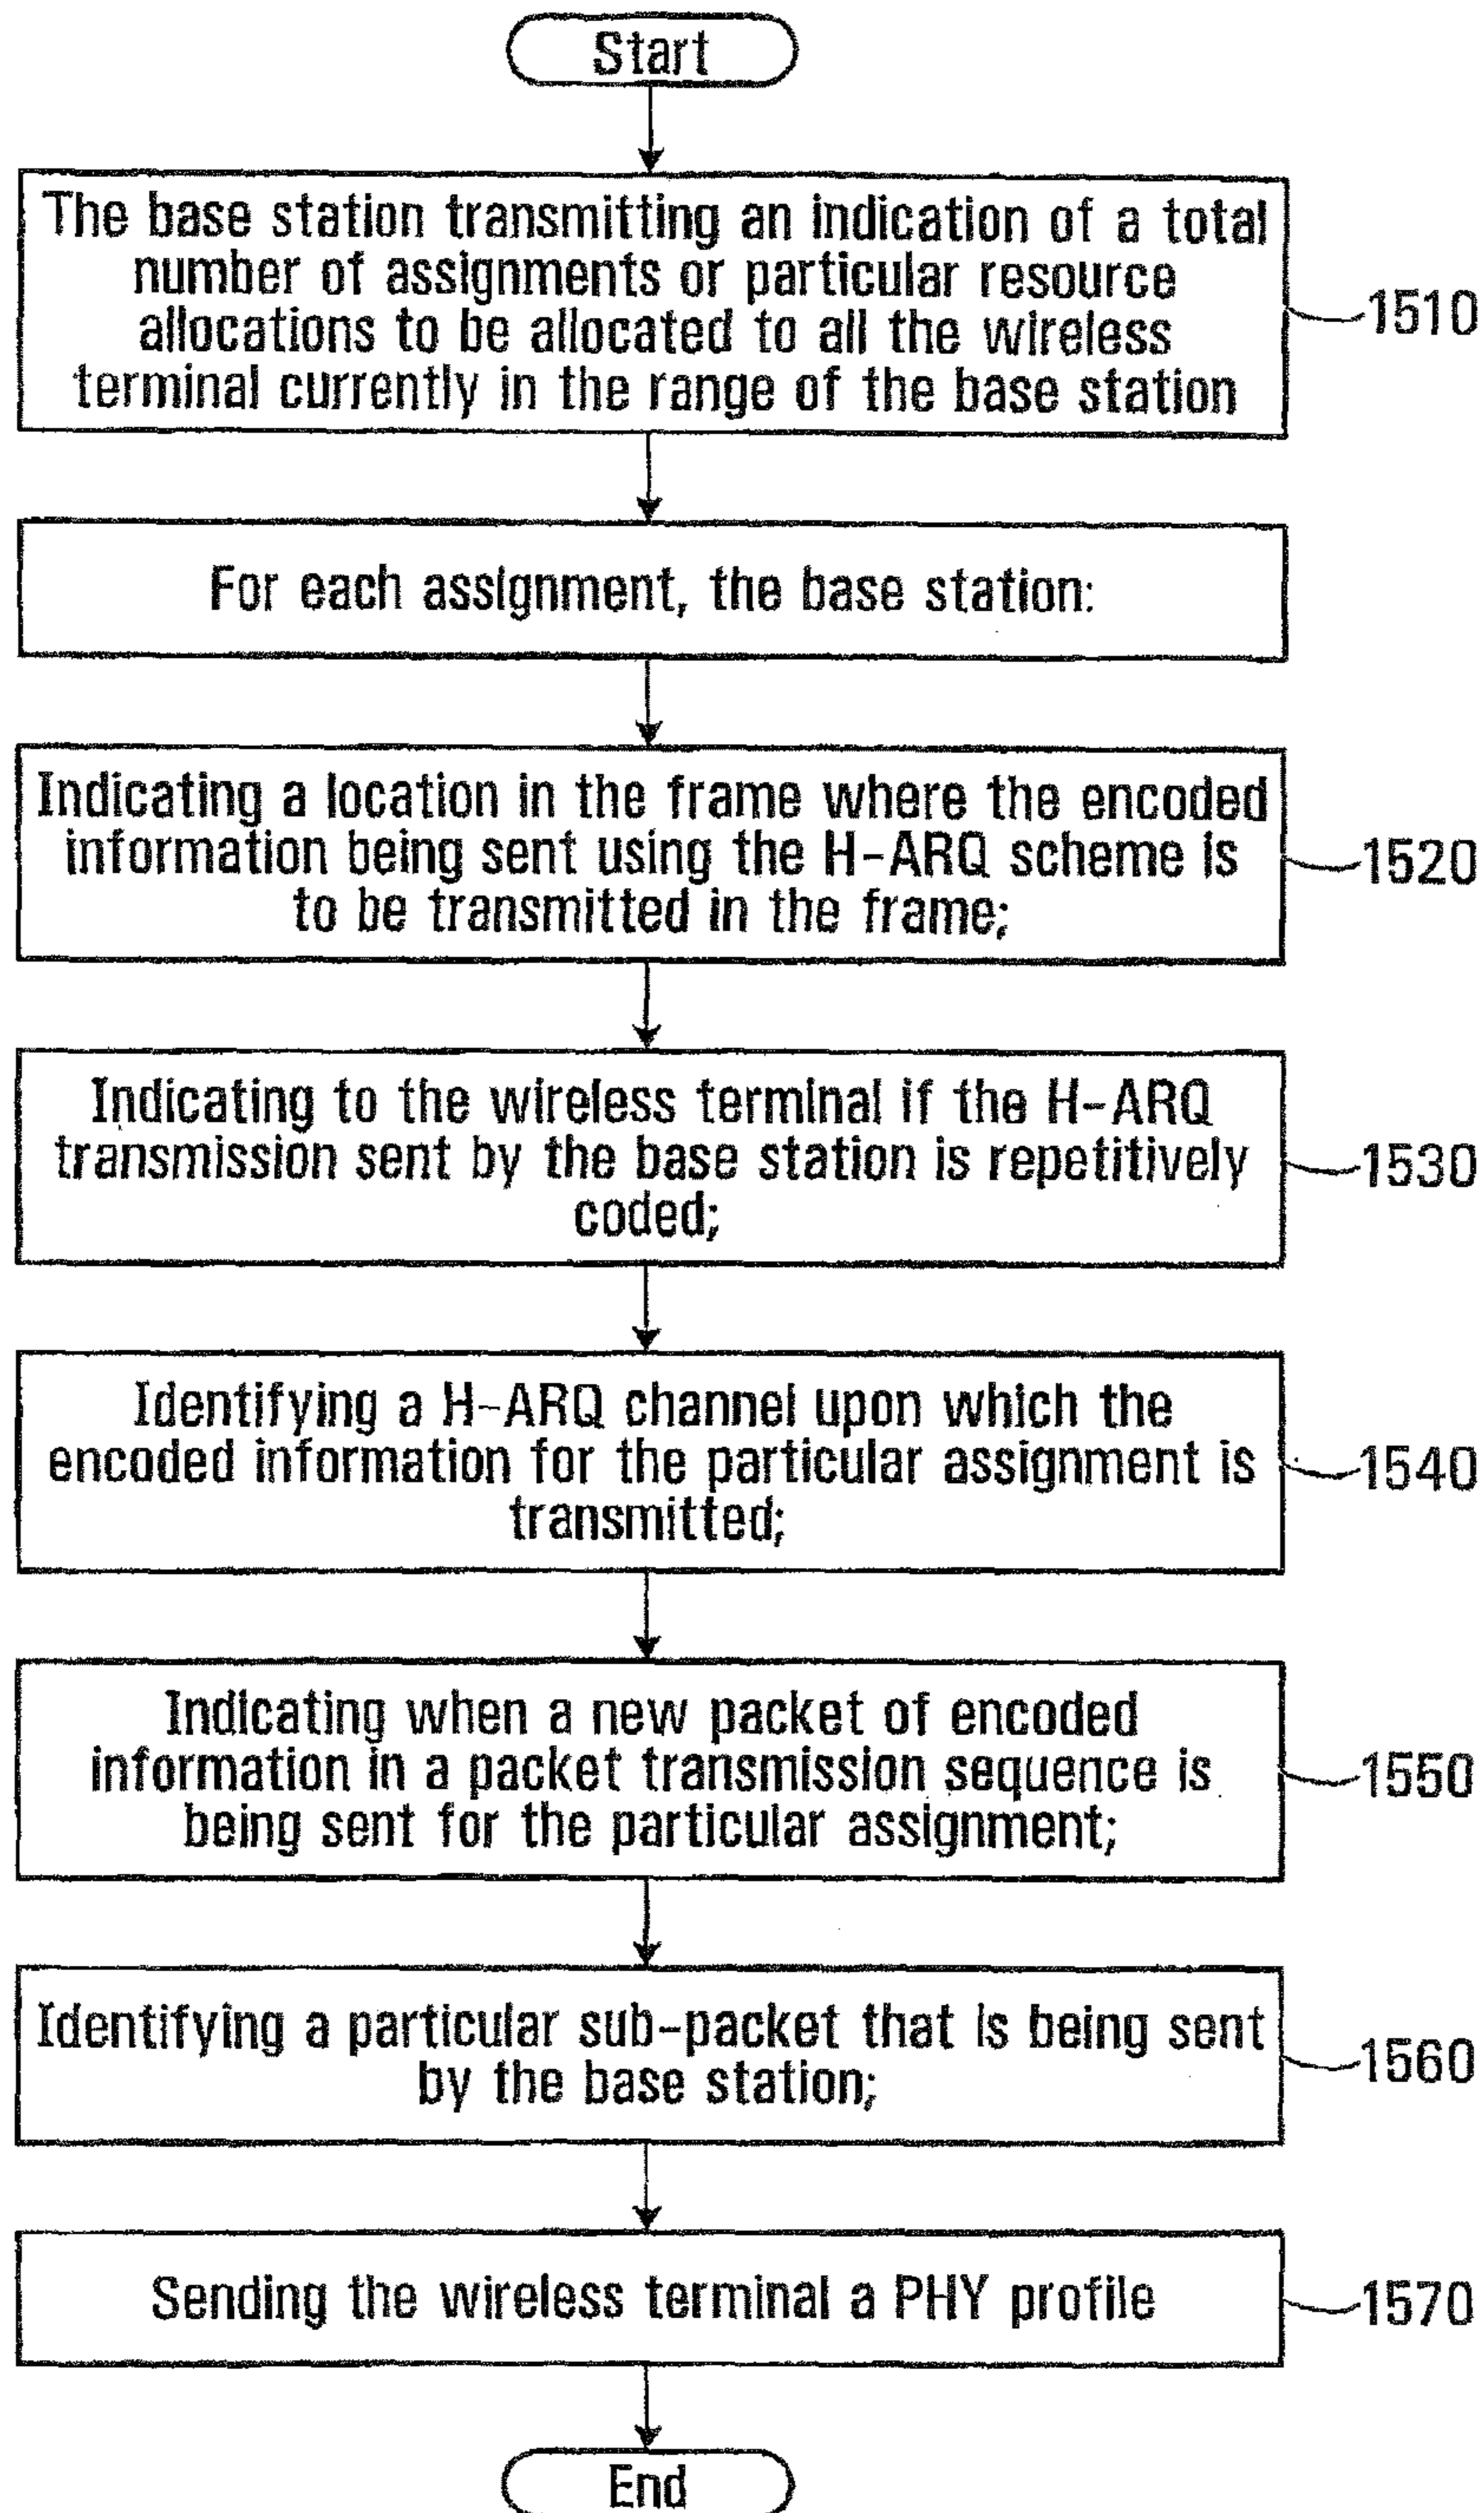 Start
The base station transmitting an indication of a total
number of assignments or particular resource
allocations to be allocated to all the wireless
terminal currently in the range of the base station
1510
For each assignment, the base station:
Indicating a location in the frame where the encoded
information being sent using the H-ARQ scheme is
to be transmitted in the frame;
1520
Indicating to the wireless terminal if the H-ARQ
transmission sent by the base station is repetitively
coded;
1530
Identifying a H-ARQ channel upon which the
encoded information for the particular assignment is
transmitted;
1540
Indicating when a new packet of encoded
information in a packet transmission sequence is
being sent for the particular assignment;
1550
Identifying a particular sub-packet that is being sent
by the base station;
1560
Sending the wireless terminal a PHY profile
1570
End